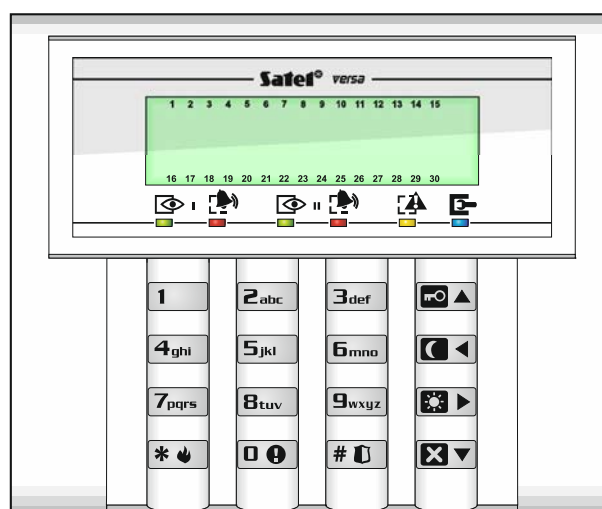 Satel® versa
1 2 3 4 5 6 7 8 9 10 11 12 13 14 15
16 17 18 19 20 21 22 23 24 25 26 27 28 29 30
I II
1 2abc 3def
4ghi 5jkl 6mno
7pqrs 8tuv 9wxyz
* 0 #